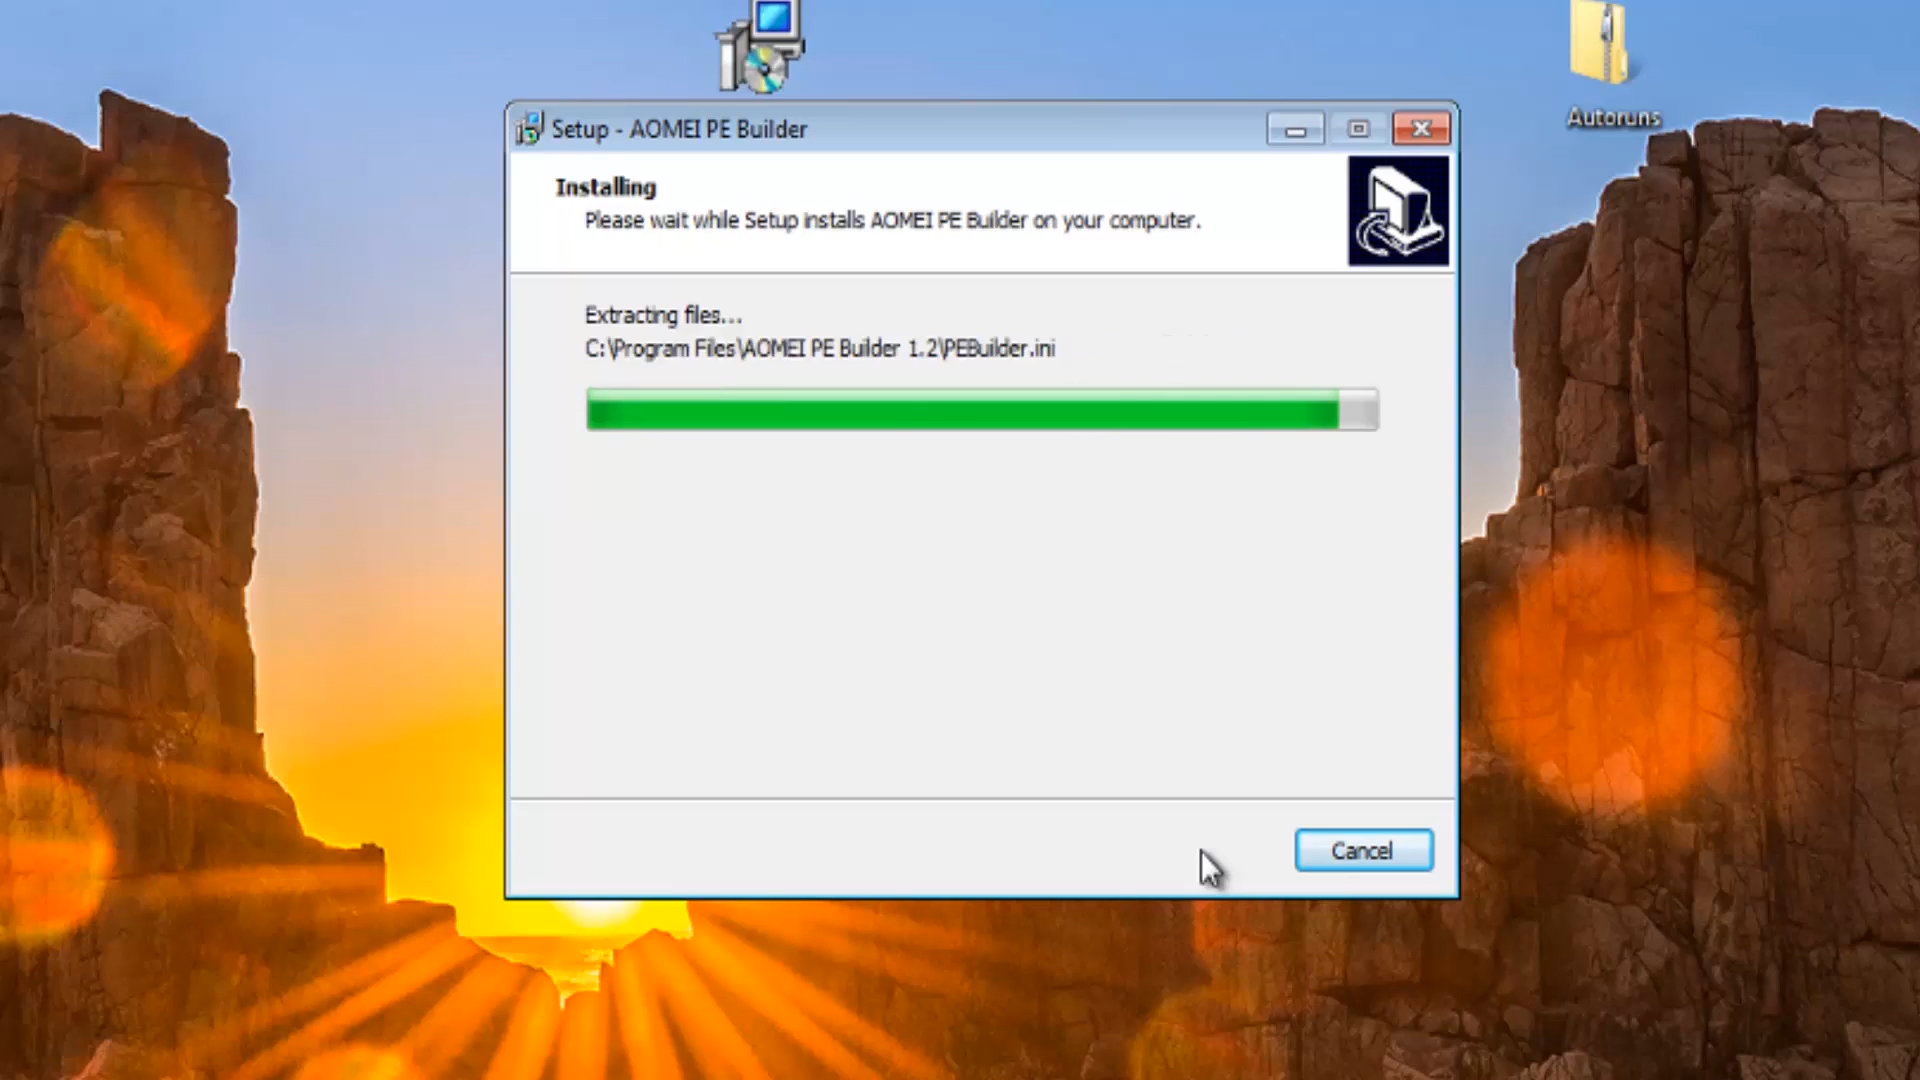 Autoruns
Setup - AOMEI PE Builder
Installing
Please wait while Setup installs AOMEI PE Builder on your computer.
Extracting files...
C:\Program Files\AOMEI PE Builder 1.2\PEBuilder.ini
Cancel